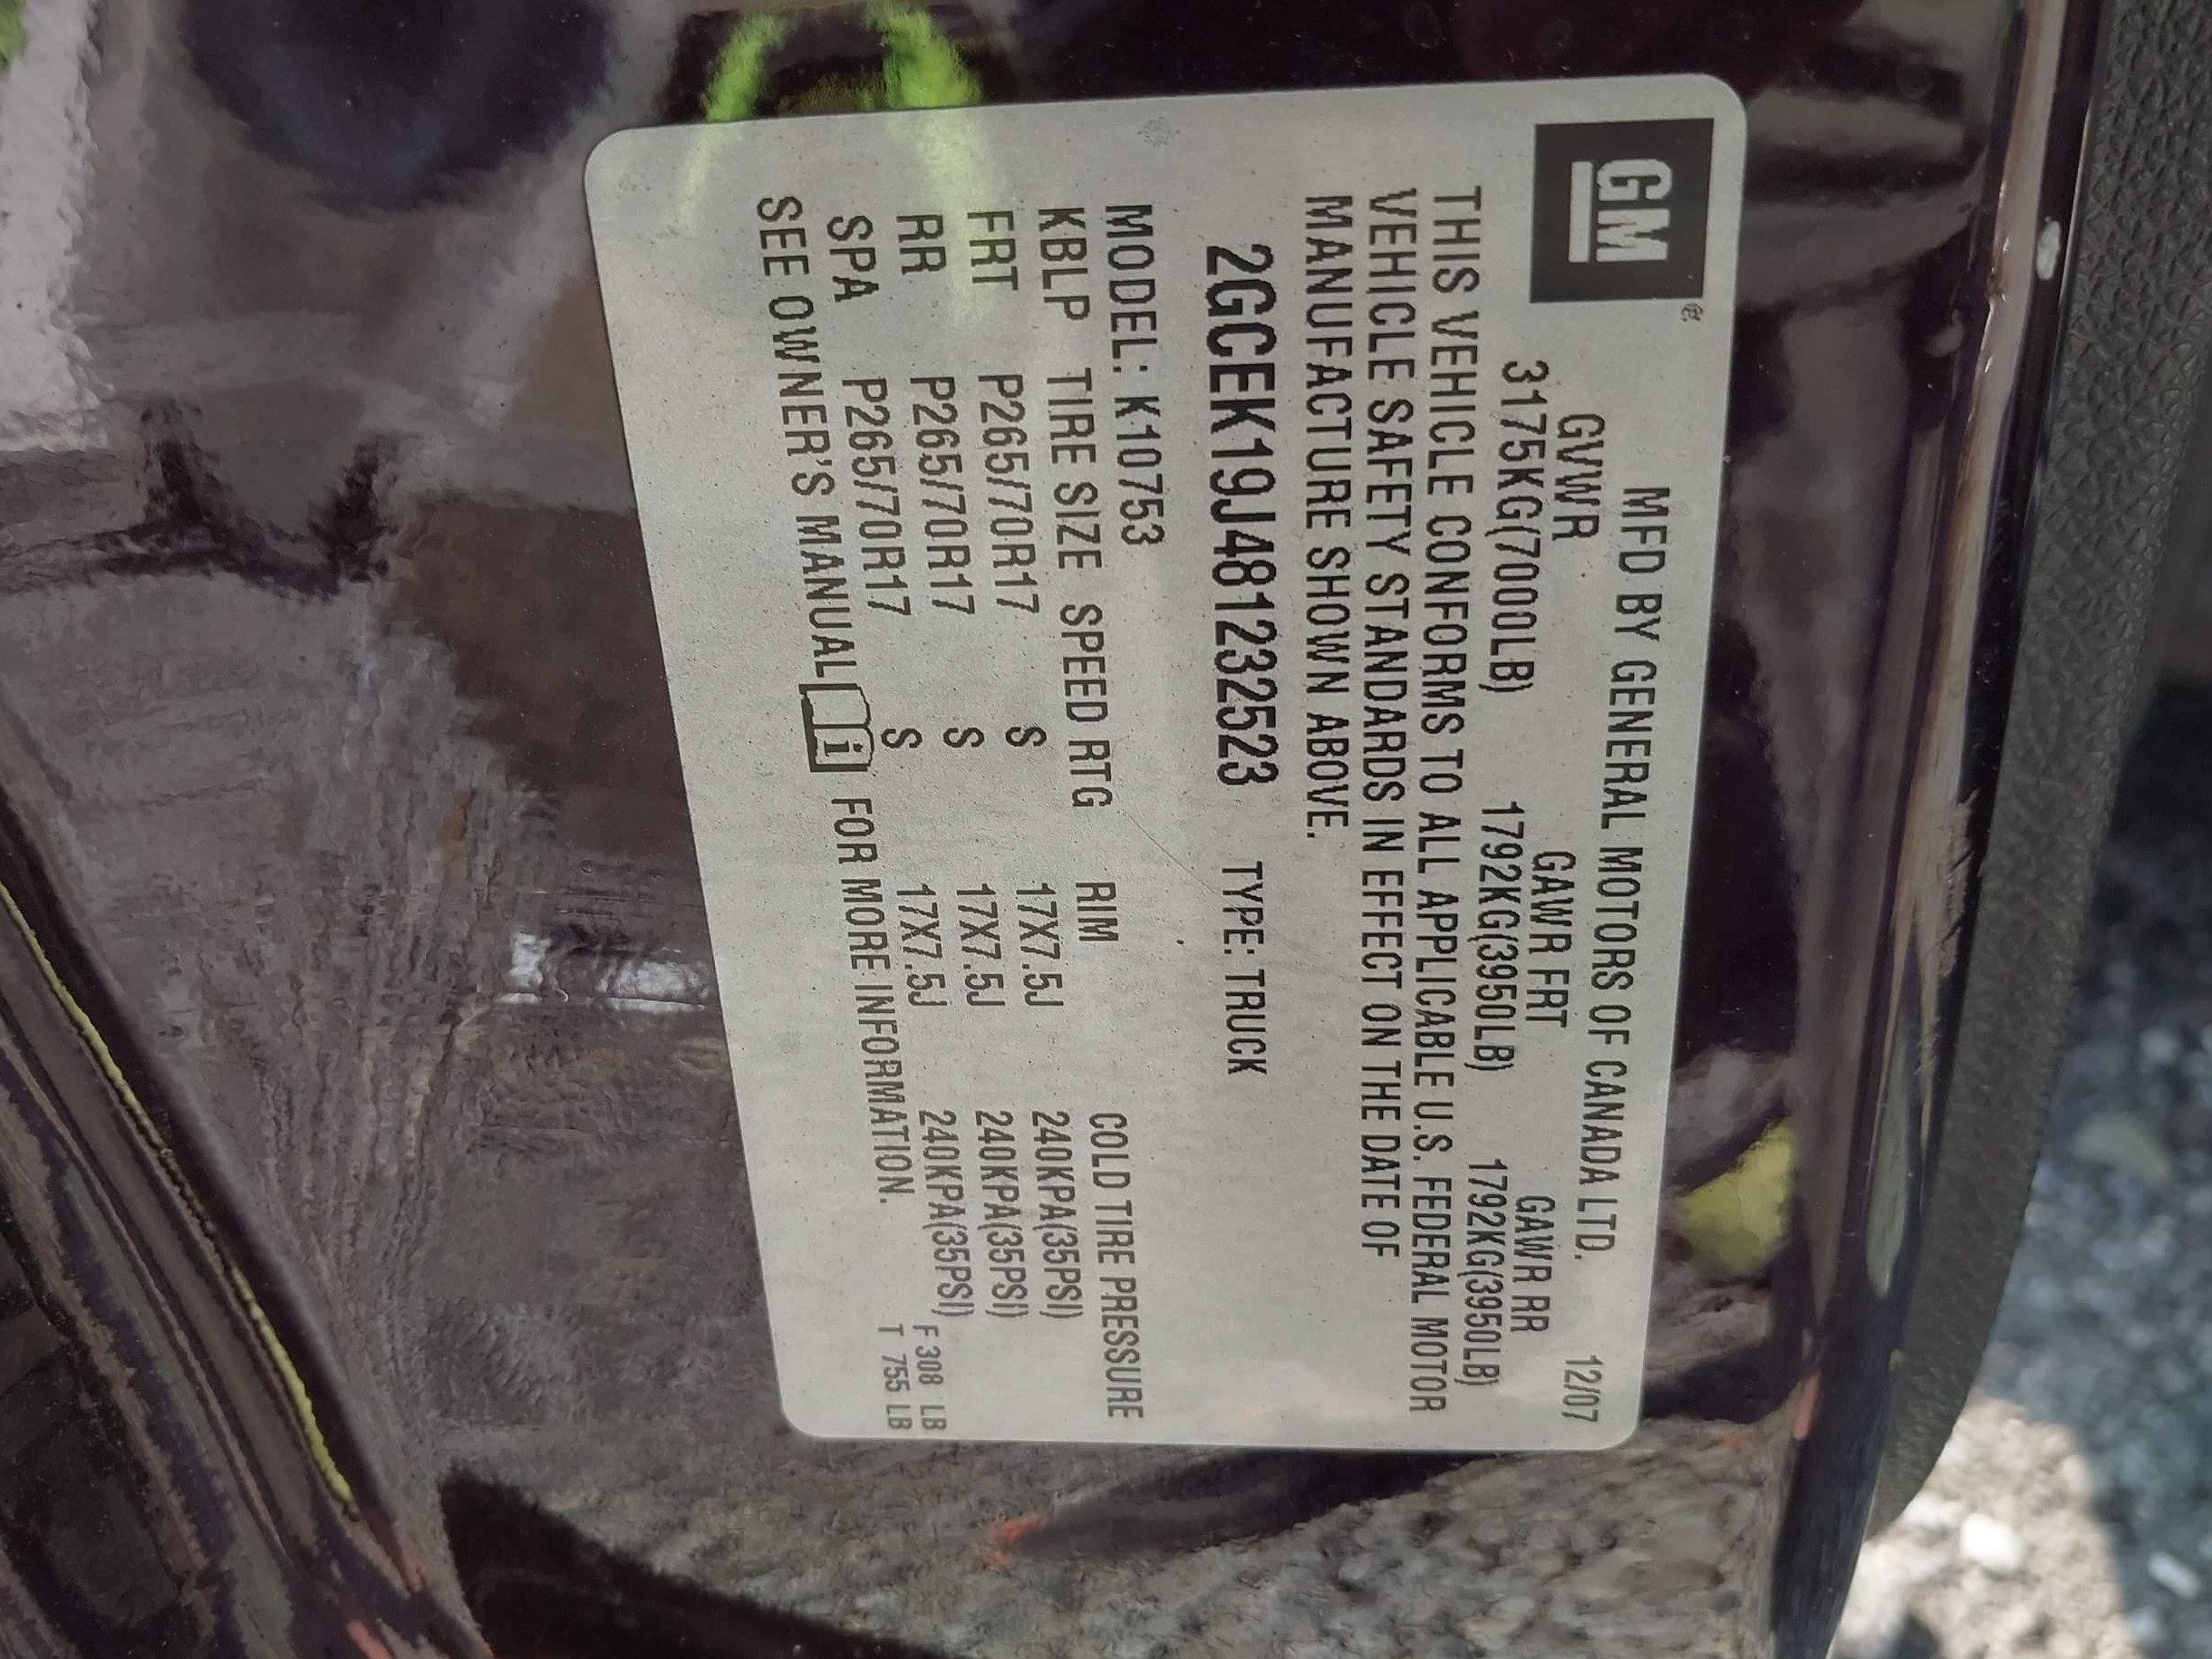 GM
MFD BY GENERAL MOTORS OF CANADA LTD. 12/07
GVWR GAWR FRT GAWR RR
3175KG(7000LB) 1792KG(3950LB) 1792KG(3950LB)
THIS VEHICLE CONFORMS TO ALL APPLICABLE U.S. FEDERAL MOTOR
VEHICLE SAFETY STANDARDS IN EFFECT ON THE DATE OF
MANUFACTURE SHOWN ABOVE.
2GCEK19J481232523 TYPE: TRUCK
MODEL: K10753
KBLP TIRE SIZE SPEED RTG RIM COLD TIRE PRESSURE
FRT P265/70R17 S 17X7.5J 240KPA(35PSI)
RR P265/70R17 S 17X7.5J 240KPA(35PSI)
SPA P265/70R17 S 17X7.5J 240KPA(35PSI) F 308 LB
SEE OWNER'S MANUAL i FOR MORE INFORMATION. T 755 LB